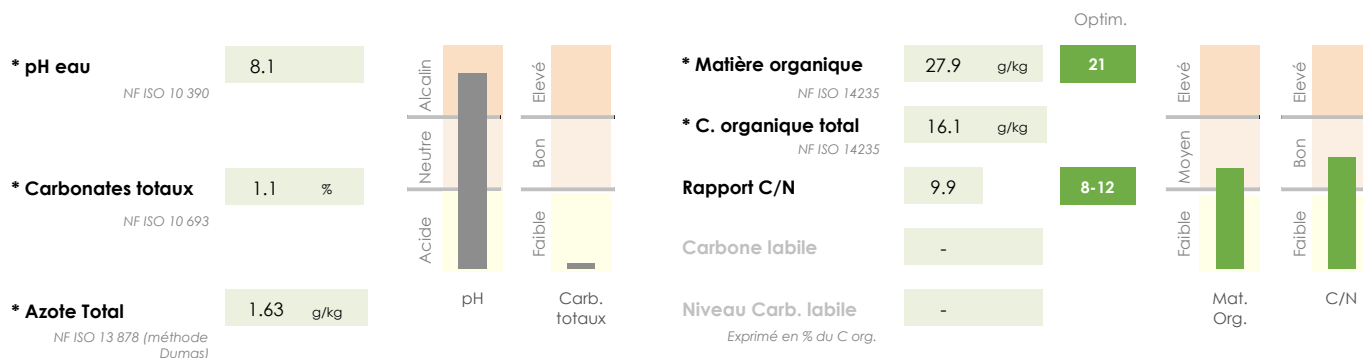 * pH eau 8.1
NF ISO 10 390
* Carbonates totaux 1.1 %
NF ISO 10 693
* Azote Total 1.63 g/kg
NF ISO 13 878 (méthode
Dumas)
Alcalin
Neutre
Acide
pH
Elevé
Bon
Faible
Carb.
totaux
Optim.
* Matière organique 27.9 g/kg 21
NF ISO 14235
* C. organique total 16.1 g/kg
NF ISO 14235
Rapport C/N 9.9 8-12
Carbone labile -
Niveau Carb. labile -
Exprimé en % du C org.
Elevé
Moyen
Faible
Mat.
Org.
Elevé
Bon
Faible
C/N